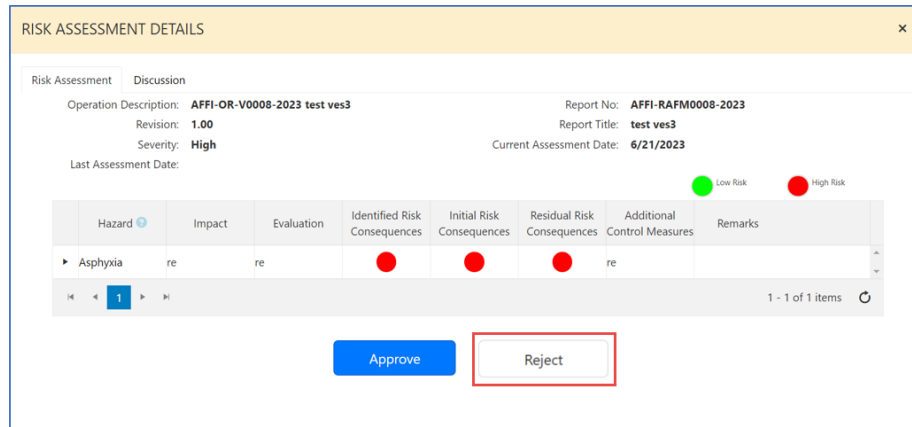 RISK ASSESSMENT DETAILS ×
Risk Assessment Discussion
Operation Description: AFFI-OR-V0008-2023 test ves3 Report No: AFFI-RAFM0008-2023
Revision: 1.00 Report Title: test ves3
Severity: High Current Assessment Date: 6/21/2023
Last Assessment Date:
Low Risk High Risk
Hazard ? Impact Evaluation Identified Risk Consequences Initial Risk Consequences Residual Risk Consequences Additional Control Measures Remarks
Asphyxia re re re
1 1 - 1 of 1 items
Approve Reject